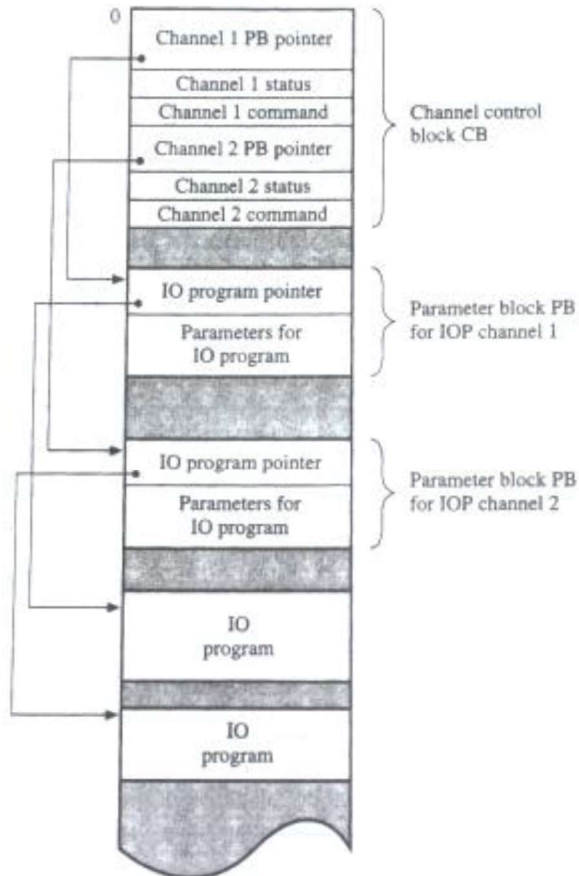 0
Channel 1 PB pointer
Channel 1 status
Channel 1 command
Channel 2 PB pointer
Channel 2 status
Channel 2 command
Channel control
block CB
IO program pointer
Parameters for
IO program
Parameter block PB
for IOP channel 1
IO program pointer
Parameters for
IO program
Parameter block PB
for IOP channel 2
IO
program
IO
program